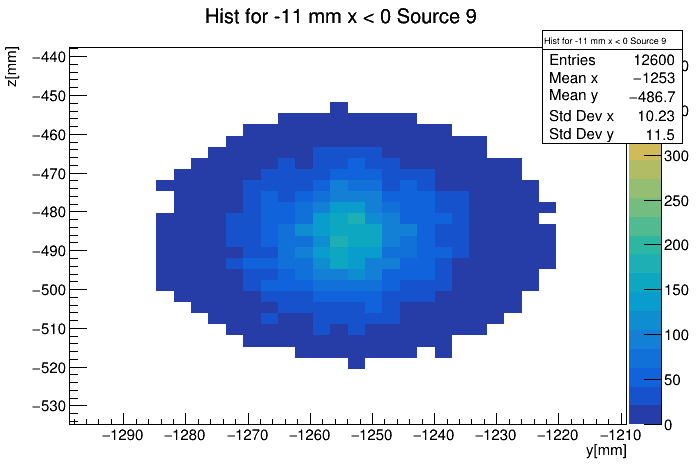 Hist for -11 mm x < 0 Source 9
z[mm]
−440
−450
−460
−470
−480
−490
−500
−510
−520
−530
−1290
−1280
−1270
−1260
−1250
−1240
−1230
−1220
−1210
y[mm]
Hist for -11 mm x < 0 Source 9
Entries 12600
Mean x −1253
Mean y −486.7
Std Dev x 10.23
Std Dev y 11.5
300
250
200
150
100
50
0